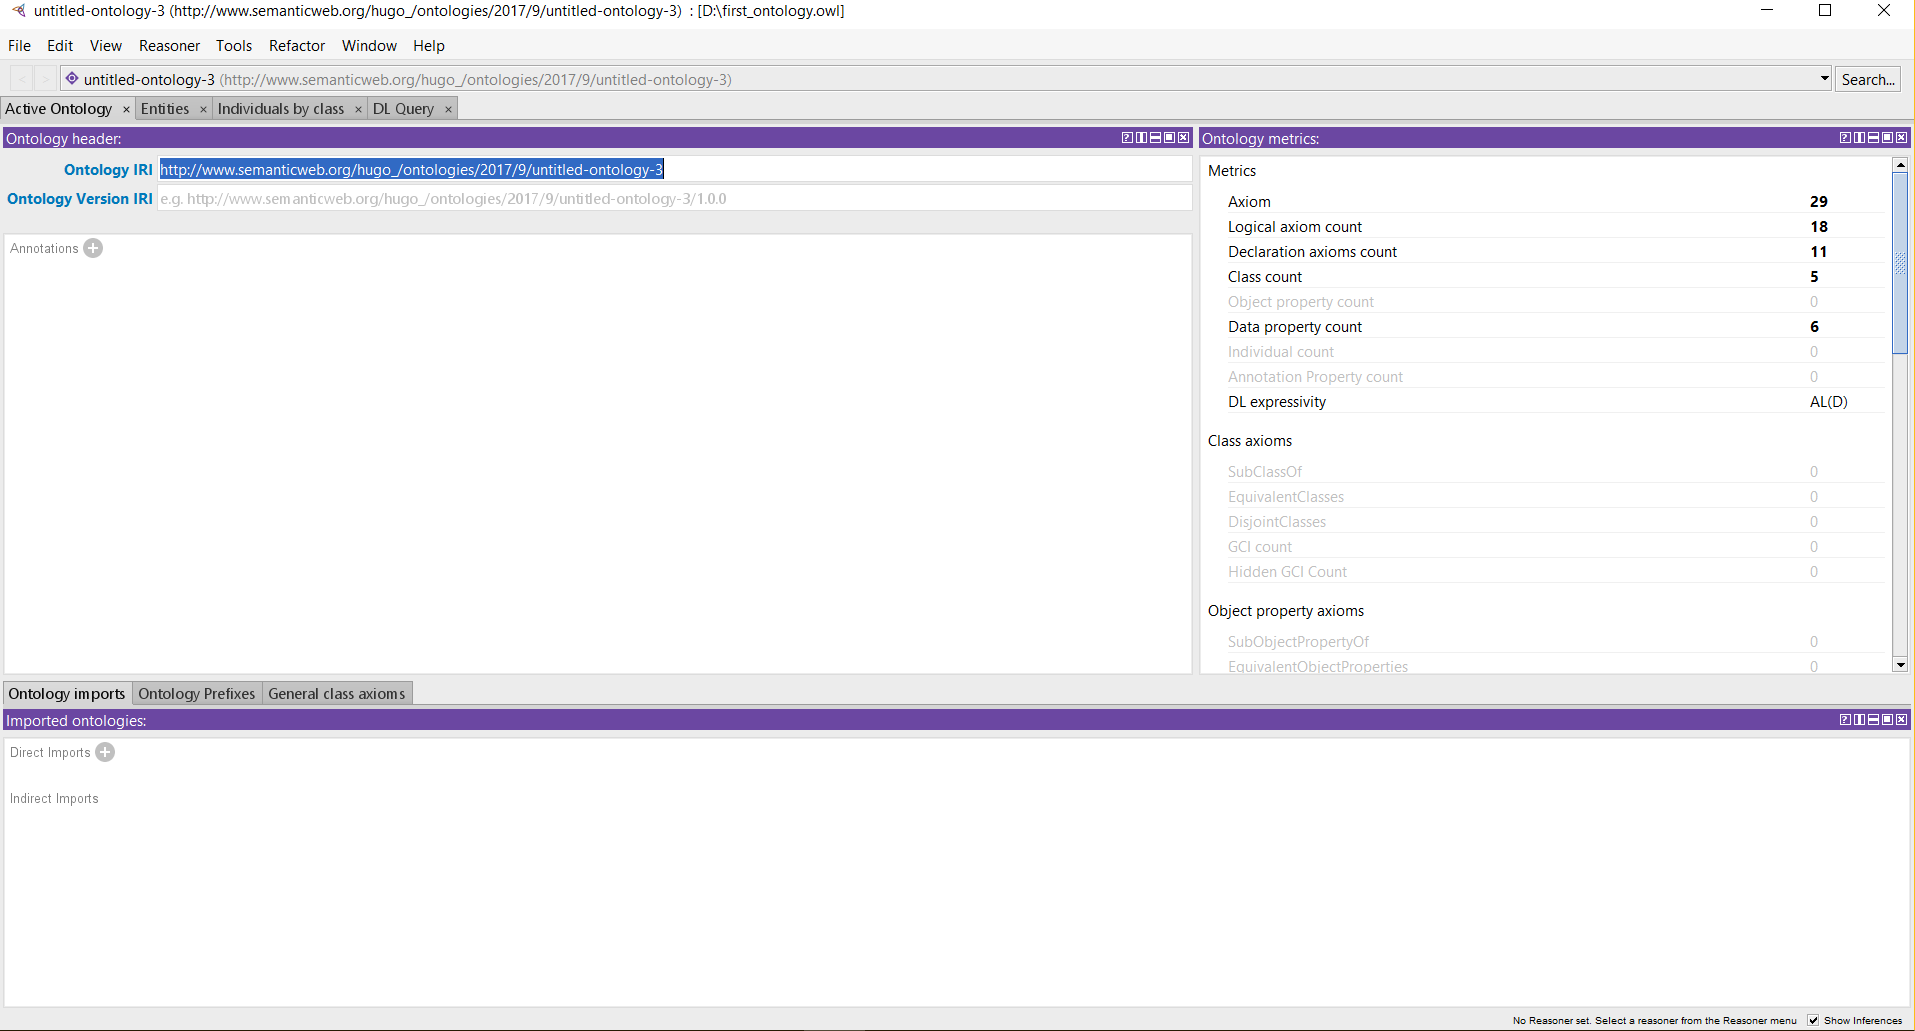 untitled-ontology-3 (http://www.semanticweb.org/hugo_/ontologies/2017/9/untitled-ontology-3) : [D:\first_ontology.owl]
File Edit View Reasoner Tools Refactor Window Help
< > untitled-ontology-3 (http://www.semanticweb.org/hugo_/ontologies/2017/9/untitled-ontology-3) Search...
Active Ontology × Entities × Individuals by class × DL Query ×
Ontology header:
Ontology IRI http://www.semanticweb.org/hugo_/ontologies/2017/9/untitled-ontology-3
Ontology Version IRI e.g. http://www.semanticweb.org/hugo_/ontologies/2017/9/untitled-ontology-3/1.0.0
Annotations
Ontology metrics:
Metrics
Axiom 29
Logical axiom count 18
Declaration axioms count 11
Class count 5
Object property count 0
Data property count 6
Individual count 0
Annotation Property count 0
DL expressivity AL(D)
Class axioms
SubClassOf 0
EquivalentClasses 0
DisjointClasses 0
GCI count 0
Hidden GCI Count 0
Object property axioms
SubObjectPropertyOf 0
EquivalentObjectProperties 0
Ontology imports Ontology Prefixes General class axioms
Imported ontologies:
Direct Imports
Indirect Imports
No Reasoner set. Select a reasoner from the Reasoner menu Show Inferences